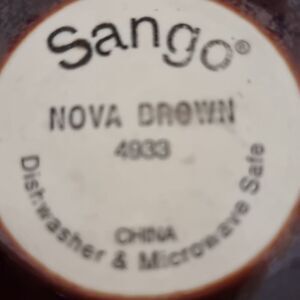 Sango®
NOVA BROWN
4933
CHINA
Dishwasher & Microwave Safe